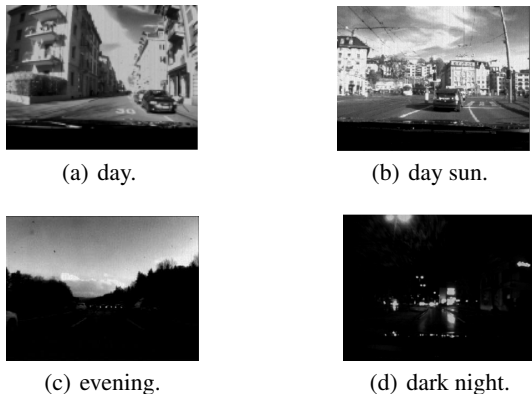 30
(a) day.
(b) day sun.
(c) evening.
(d) dark night.